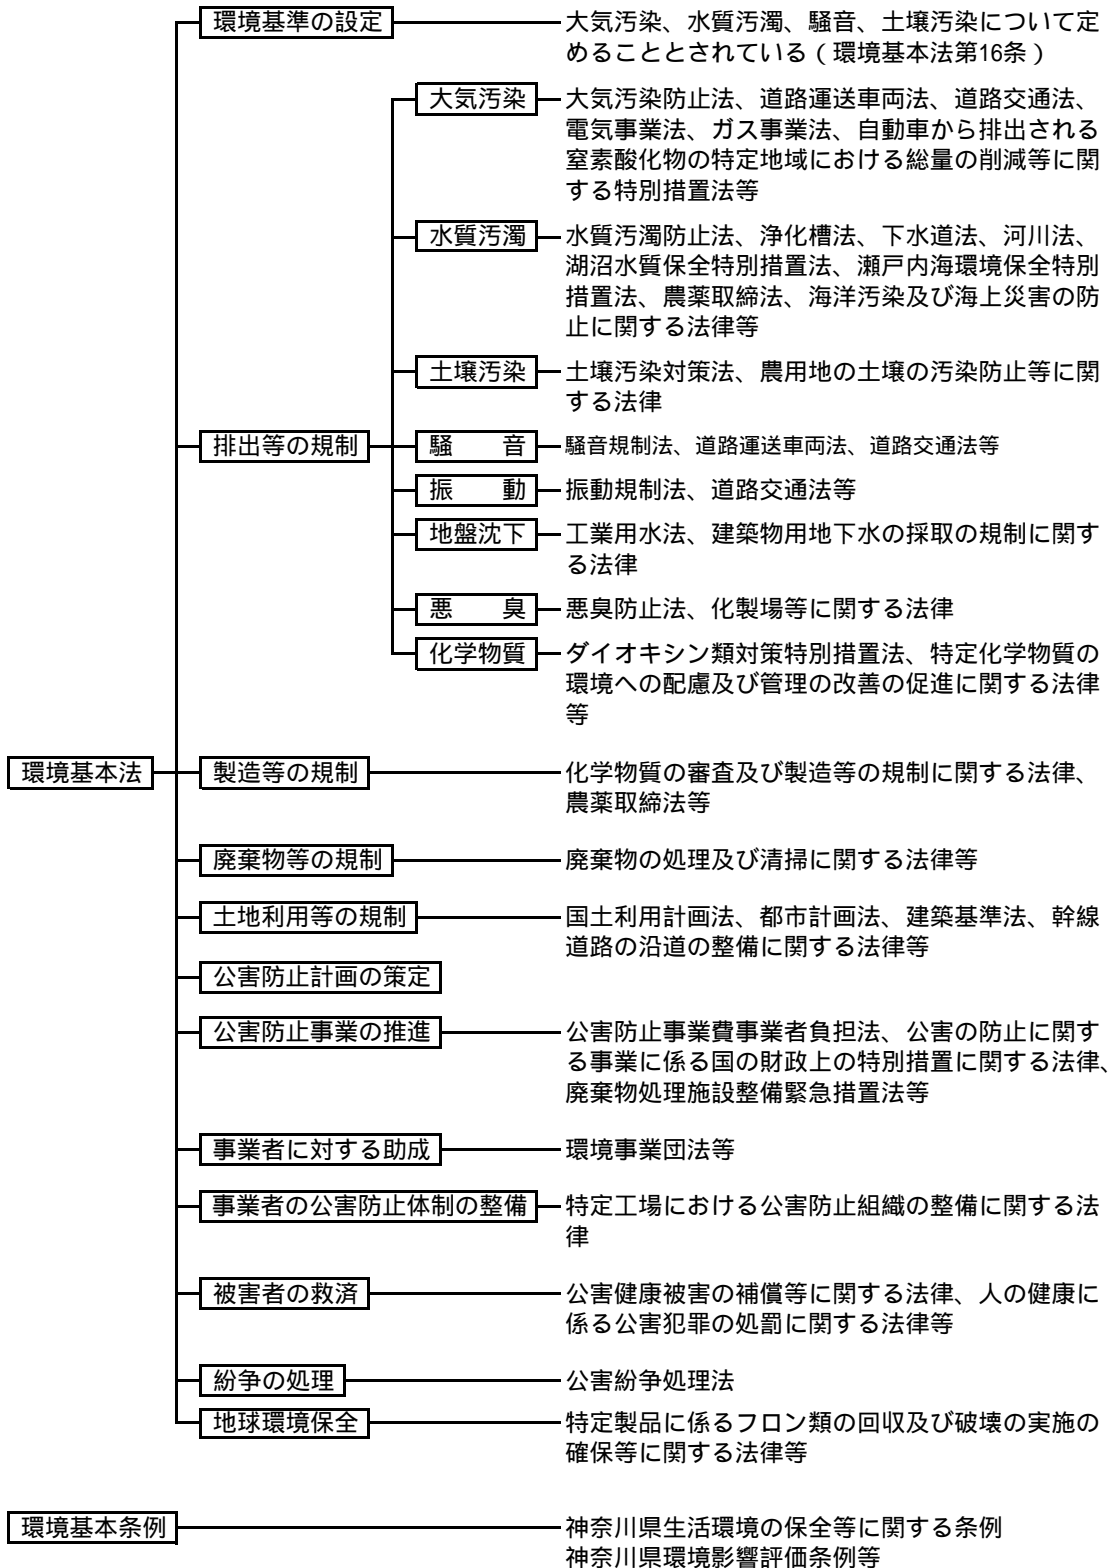 環境基準の設定
大気汚染、水質汚濁、騒音、土壌汚染について定
めることとされている（環境基本法第16条）
大気汚染
大気汚染防止法、道路運送車両法、道路交通法、
電気事業法、ガス事業法、自動車から排出される
窒素酸化物の特定地域における総量の削減等に関
する特別措置法等
水質汚濁
水質汚濁防止法、浄化槽法、下水道法、河川法、
湖沼水質保全特別措置法、瀬戸内海環境保全特別
措置法、農薬取締法、海洋汚染及び海上災害の防
止に関する法律等
土壌汚染
土壌汚染対策法、農用地の土壌の汚染防止等に関
する法律
排出等の規制
騒　音
騒音規制法、道路運送車両法、道路交通法等
振　動
振動規制法、道路交通法等
地盤沈下
工業用水法、建築物用地下水の採取の規制に関す
る法律
悪　臭
悪臭防止法、化製場等に関する法律
化学物質
ダイオキシン類対策特別措置法、特定化学物質の
環境への配慮及び管理の改善の促進に関する法律
等
環境基本法
製造等の規制
化学物質の審査及び製造等の規制に関する法律、
農薬取締法等
廃棄物等の規制
廃棄物の処理及び清掃に関する法律等
土地利用等の規制
国土利用計画法、都市計画法、建築基準法、幹線
道路の沿道の整備に関する法律等
公害防止計画の策定
公害防止事業の推進
公害防止事業費事業者負担法、公害の防止に関す
る事業に係る国の財政上の特別措置に関する法律、
廃棄物処理施設整備緊急措置法等
事業者に対する助成
環境事業団法等
事業者の公害防止体制の整備
特定工場における公害防止組織の整備に関する法
律
被害者の救済
公害健康被害の補償等に関する法律、人の健康に
係る公害犯罪の処罰に関する法律等
紛争の処理
公害紛争処理法
地球環境保全
特定製品に係るフロン類の回収及び破壊の実施の
確保等に関する法律等
環境基本条例
神奈川県生活環境の保全等に関する条例
神奈川県環境影響評価条例等